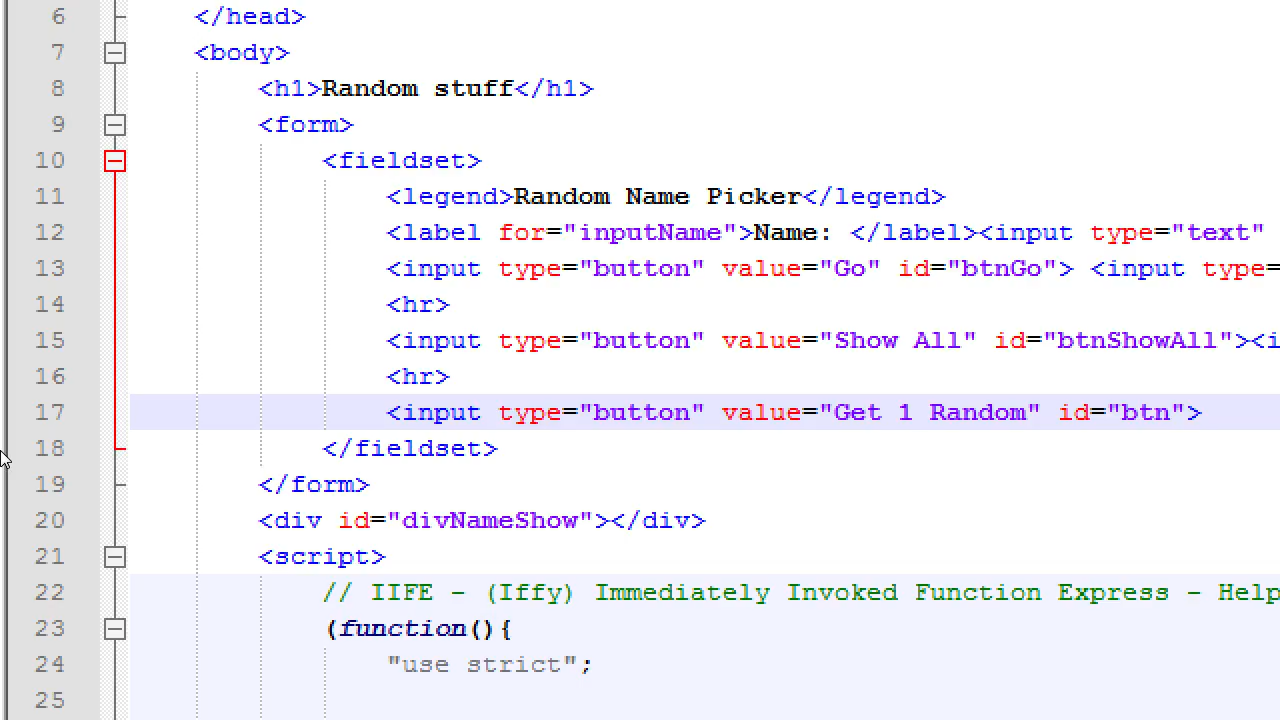 6 </head>
7 <body>
8 <h1>Random stuff</h1>
9 <form>
10 <fieldset>
11 <legend>Random Name Picker</legend>
12 <label for="inputName">Name: </label><input type="text"
13 <input type="button" value="Go" id="btnGo"> <input type=
14 <hr>
15 <input type="button" value="Show All" id="btnShowAll"><i
16 <hr>
17 <input type="button" value="Get 1 Random" id="btn">
18 </fieldset>
19 </form>
20 <div id="divNameShow"></div>
21 <script>
22 // IIFE - (Iffy) Immediately Invoked Function Express - Help
23 (function(){
24 "use strict";
25